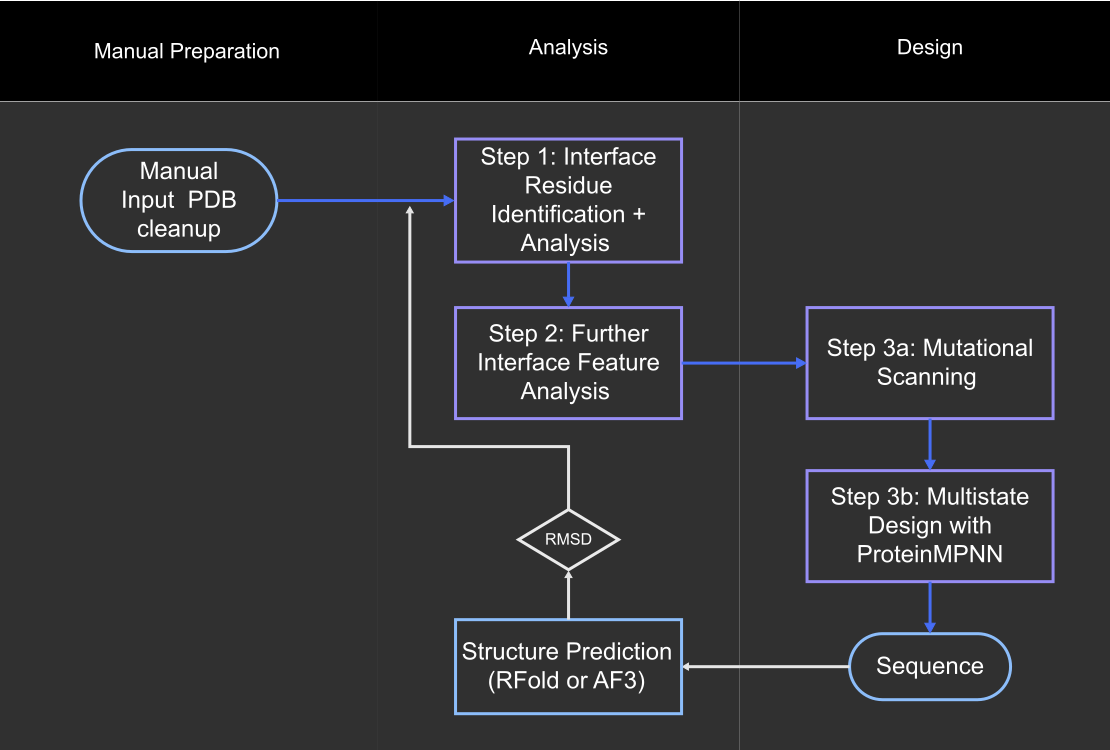 Manual Preparation
Analysis
Design
Manual
Input  PDB
cleanup
Step 1: Interface
Residue
Identification +
Analysis
Step 2: Further
Interface Feature
Analysis
Step 3a: Mutational
Scanning
Step 3b: Multistate
Design with
ProteinMPNN
Sequence
Structure Prediction
(RFold or AF3)
RMSD